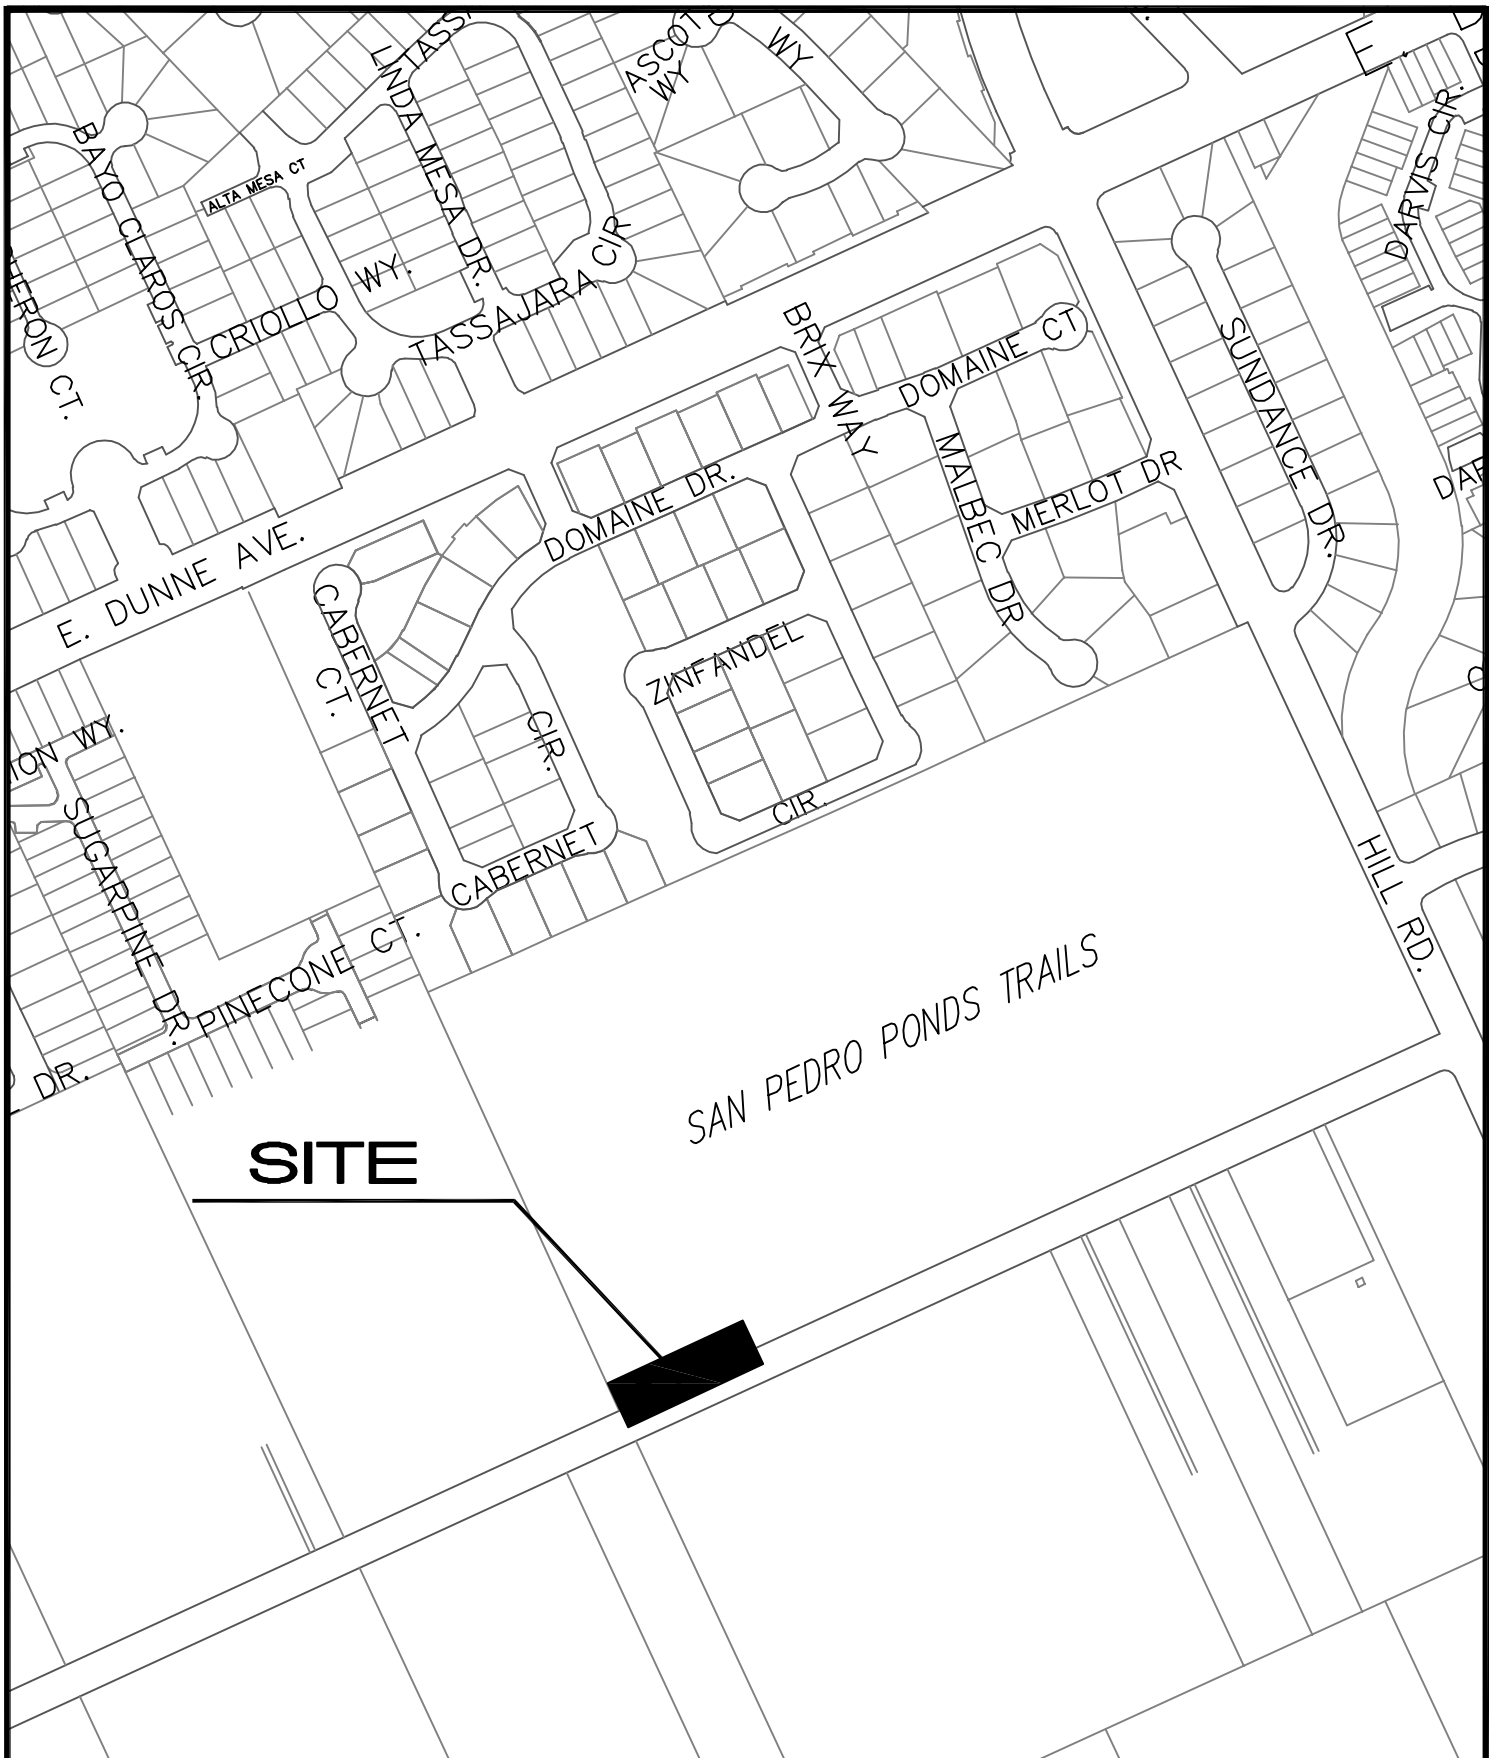 TASS
LINDA MESA DR.
ASCOT
WY
WY
E.
DARVIS CIR.
BAYO CLAROS CIR.
ALTA MESA CT
CT.
CRIOLLO
WY.
TASSAJARA CIR
BRIX WAY
DOMAINE CT
SUNDANCE DR.
MALBEC DR
MERLOT DR
DOMAINE DR.
E. DUNNE AVE.
CABERNET
CT.
ZINFANDEL
CIR.
CIR.
CABERNET
ION WY.
SUGARPINE DR.
PINECONE CT.
DR.
HILL RD.
SAN PEDRO PONDS TRAILS
SITE